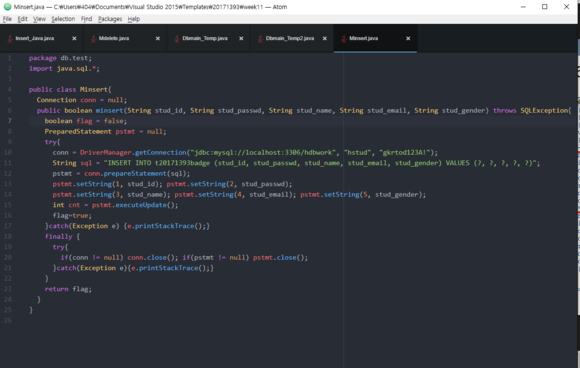 Minsert.java — C:\Users#404#Documents#Visual Studio 2015#Templates#20171393#week11 — Atom
File Edit View Selection Find Packages Help
Insert_Java.java Mdelete.java Dbmain_Temp.java Dbmain_Temp2.java Minsert.java
1 package db.test;
2 import java.sql.*;
3
4 public class Minsert{
5 Connection conn = null;
6 public boolean minsert(String stud_id, String stud_passwd, String stud_name, String stud_email, String stud_gender) throws SQLException{
7 boolean flag = false;
8 PreparedStatement pstmt = null;
9 try{
10 conn = DriverManager.getConnection("jdbc:mysql://localhost:3306/hdbwork", "hstud", "gkrtod123A!");
11 String sql = "INSERT INTO t20171393badge (stud_id, stud_passwd, stud_name, stud_email, stud_gender) VALUES (?, ?, ?, ?, ?)";
12 pstmt = conn.prepareStatement(sql);
13 pstmt.setString(1, stud_id); pstmt.setString(2, stud_passwd);
14 pstmt.setString(3, stud_name); pstmt.setString(4, stud_email); pstmt.setString(5, stud_gender);
15 int cnt = pstmt.executeUpdate();
16 flag=true;
17 }catch(Exception e) {e.printStackTrace();}
18 finally {
19 try{
20 if(conn != null) conn.close(); if(pstmt != null) pstmt.close();
21 }catch(Exception e){e.printStackTrace();}
22 }
23 return flag;
24 }
25 }
26